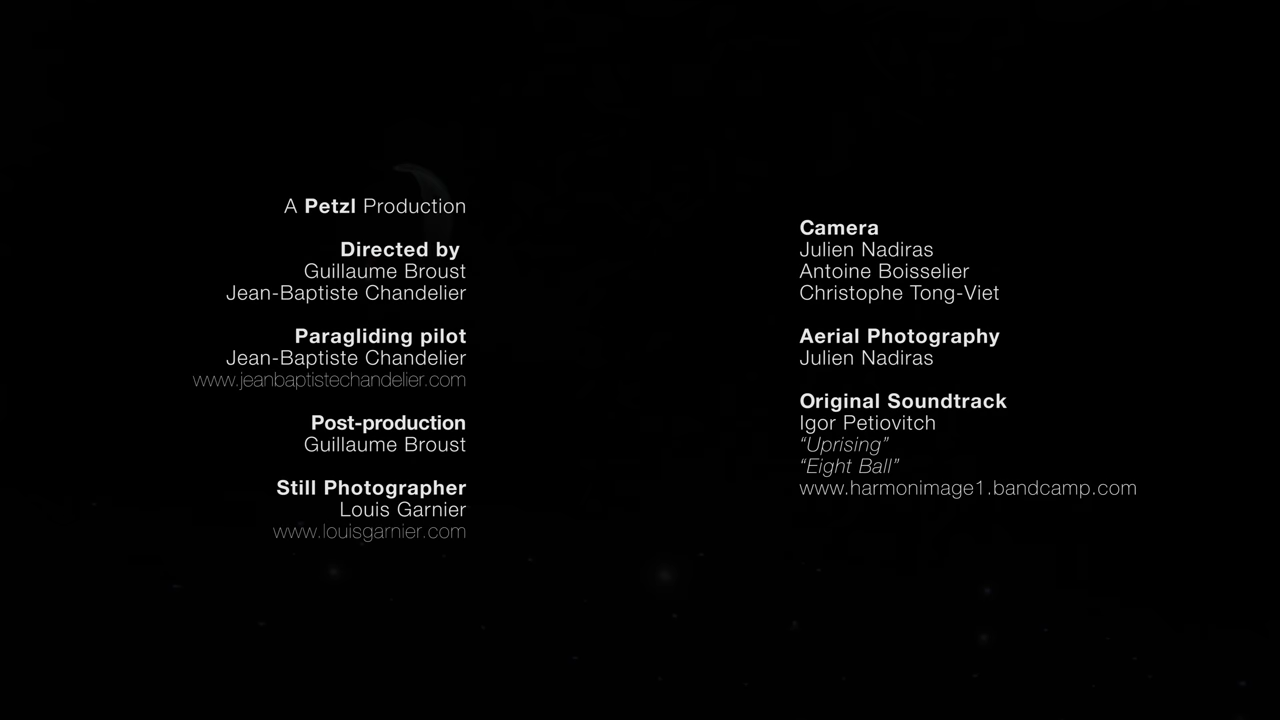 A Petzl Production
Directed by
Guillaume Broust
Jean-Baptiste Chandelier
Paragliding pilot
Jean-Baptiste Chandelier
www.jeanbaptistechandelier.com
Post-production
Guillaume Broust
Still Photographer
Louis Garnier
www.louisgarnier.com
Camera
Julien Nadiras
Antoine Boisselier
Christophe Tong-Viet
Aerial Photography
Julien Nadiras
Original Soundtrack
Igor Petiovitch
“Uprising”
“Eight Ball”
www.harmonimage1.bandcamp.com